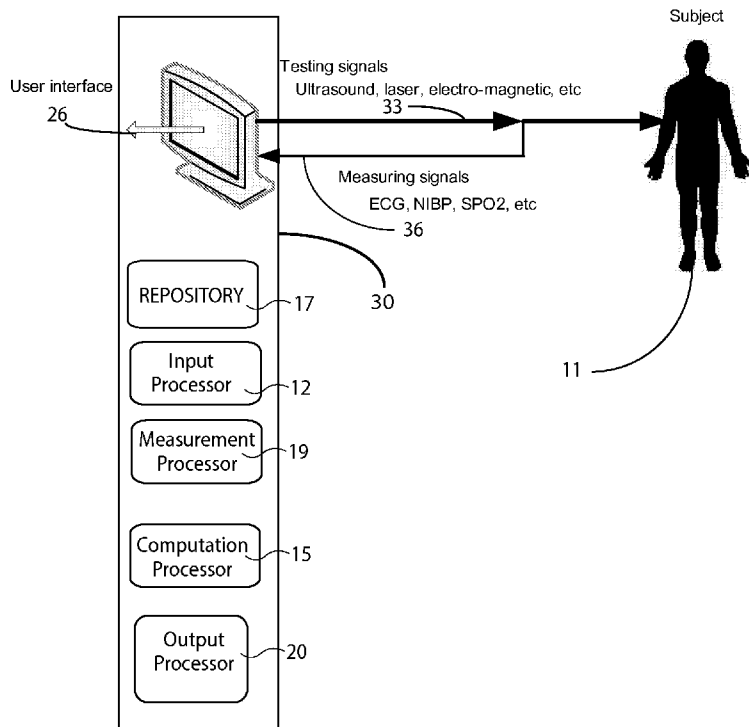 Subject
Testing signals
User interface
Ultrasound, laser, electro-magnetic, etc
26
33
Measuring signals
ECG, NIBP, SPO2, etc
36
30
REPOSITORY
17
Input
Processor
12
11
Measurement
Processor
19
Computation
Processor
15
Output
Processor
20